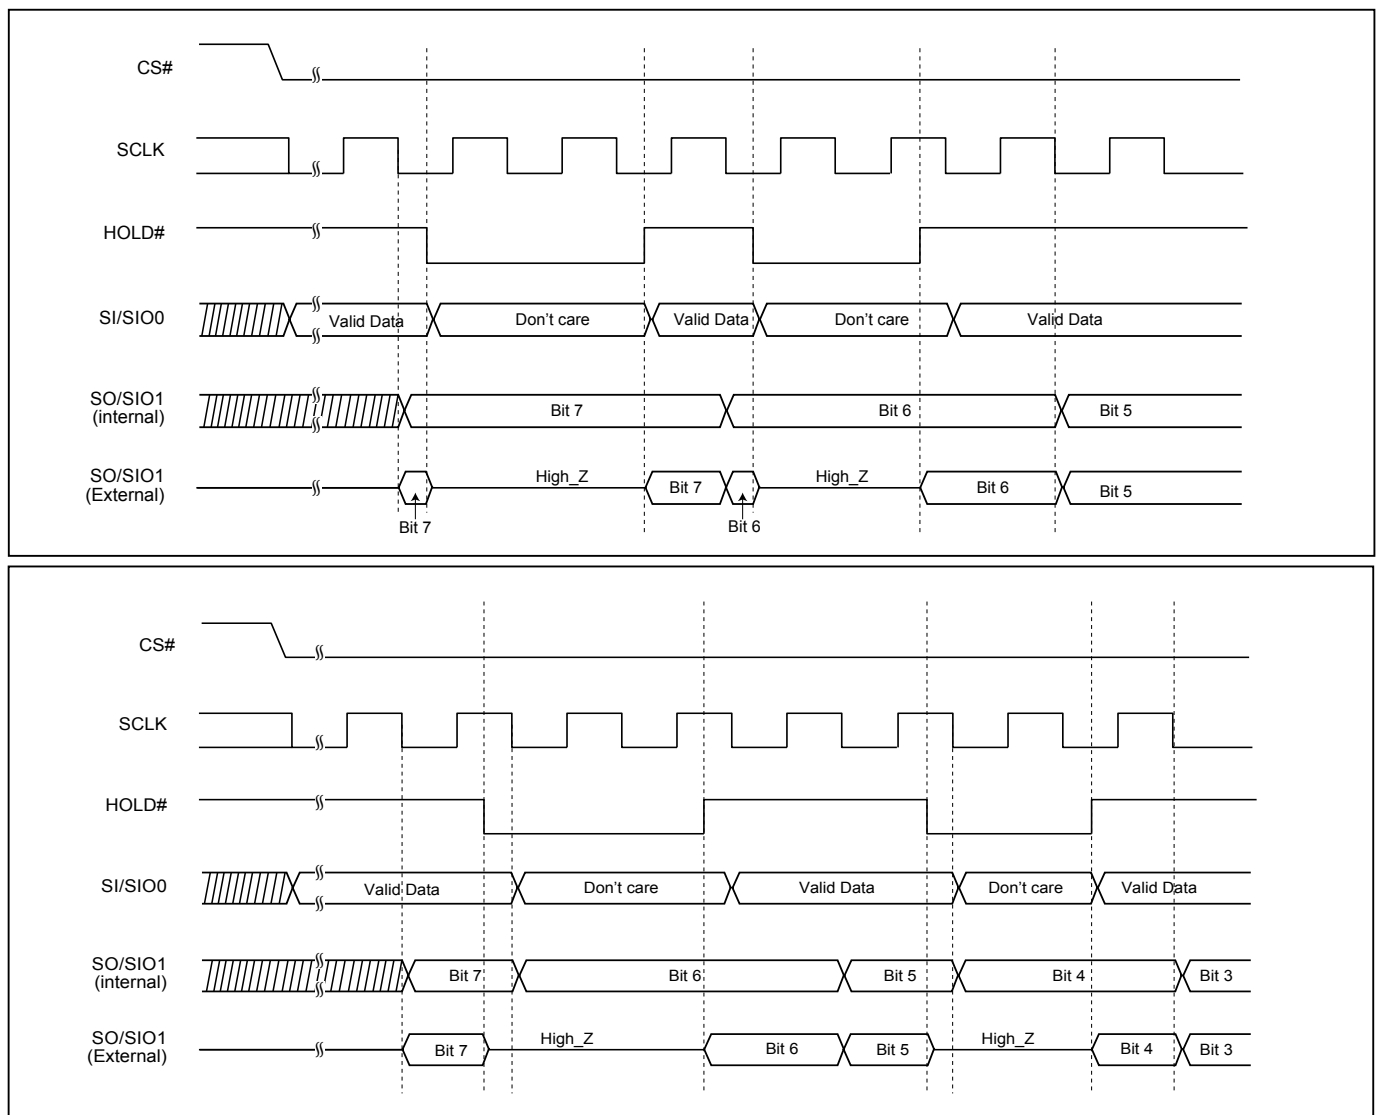 CS#
SCLK
HOLD#
SI/SIO0
Valid Data
Don't care
Valid Data
Don't care
Valid Data
SO/SIO1
(internal)
Bit 7
Bit 6
Bit 5
SO/SIO1
(External)
High_Z
Bit 7
High_Z
Bit 6
Bit 5
Bit 7
Bit 6
CS#
SCLK
HOLD#
SI/SIO0
Valid Data
Don't care
Valid Data
Don't care
Valid Data
SO/SIO1
(internal)
Bit 7
Bit 6
Bit 5
Bit 4
Bit 3
SO/SIO1
(External)
Bit 7
High_Z
Bit 6
Bit 5
High_Z
Bit 4
Bit 3